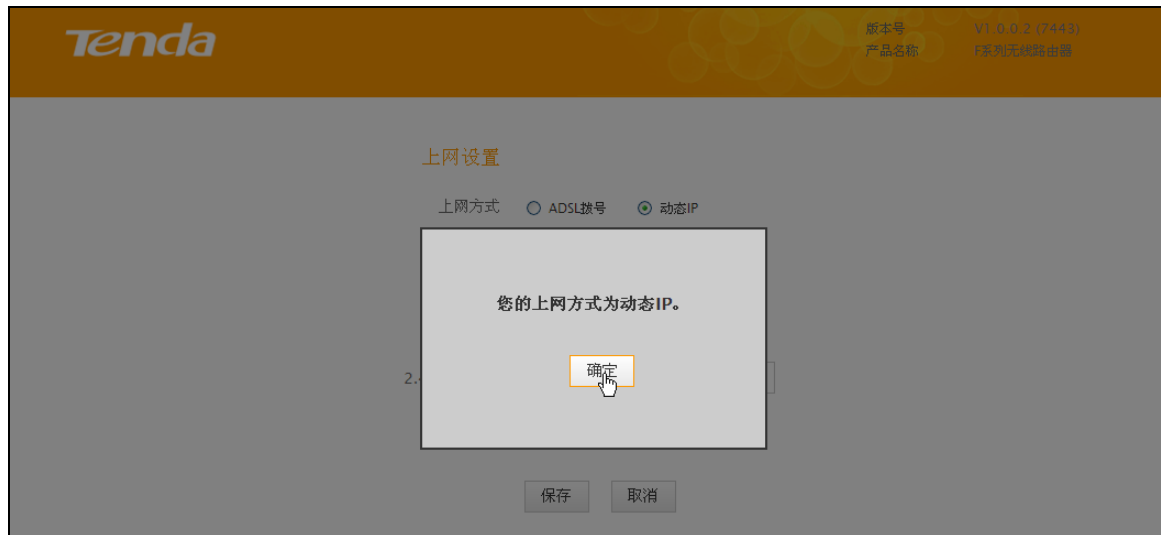 Tenda
版本号 V1.0.0.2 (7443)
产品名称 F系列无线路由器
上网设置
上网方式 ADSL拨号 动态IP
您的上网方式为动态IP。
确定
2.
保存 取消